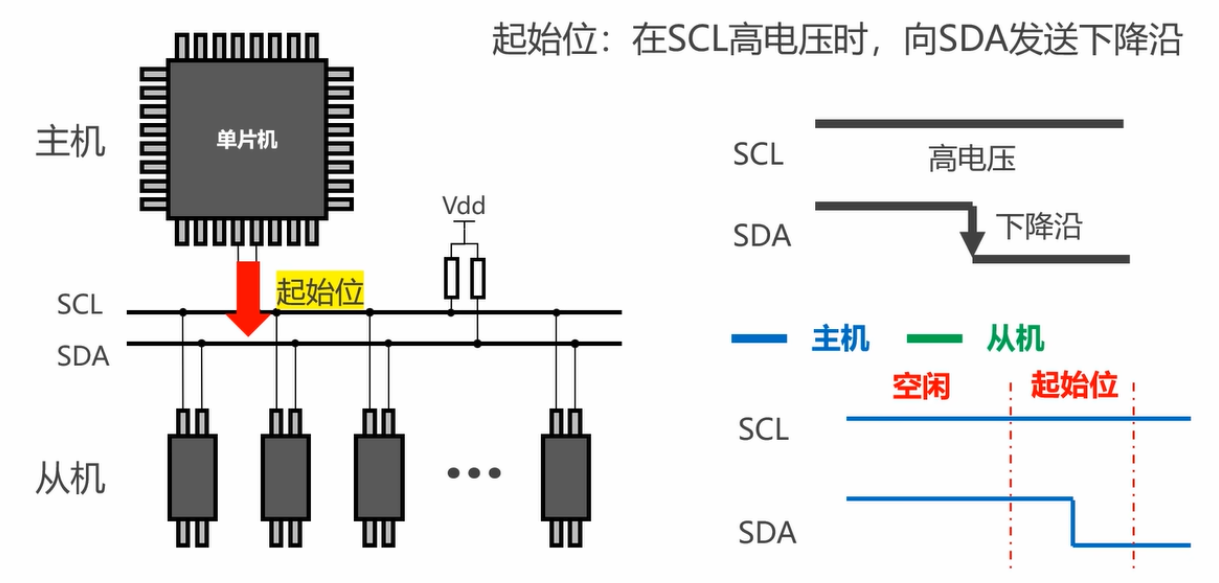 起始位：在SCL高电压时，向SDA发送下降沿
主机
单片机
Vdd
起始位
SCL
SDA
从机
SCL
高电压
SDA
下降沿
主机
从机
空闲
起始位
SCL
SDA